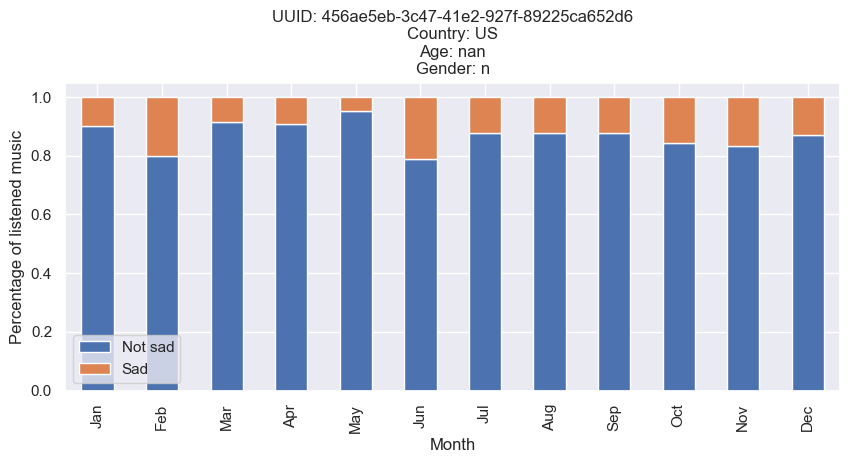 UUID: 456ae5eb-3c47-41e2-927f-89225ca652d6
Country: US
Age: nan
Gender: n
Percentage of listened music
1.0
0.8
0.6
0.4
0.2
0.0
Not sad
Sad
Jan
Feb
Mar
Apr
May
Jun
Jul
Aug
Sep
Oct
Nov
Dec
Month